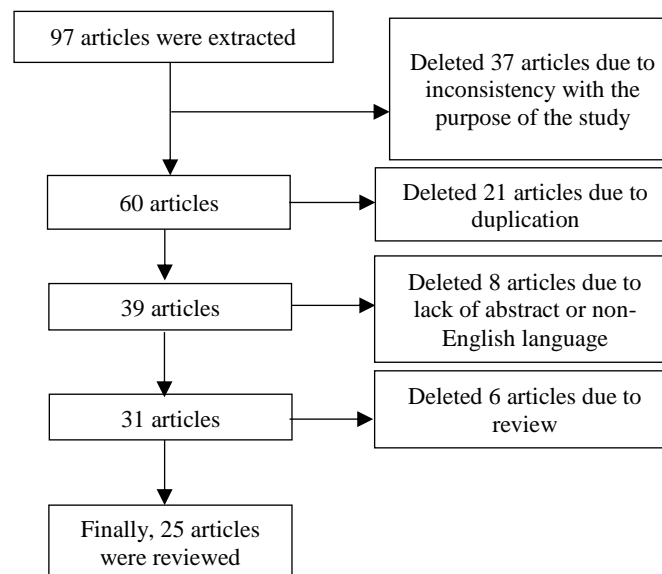 97 articles were extracted
Deleted 37 articles due to
inconsistency with the
purpose of the study
60 articles
Deleted 21 articles due to
duplication
39 articles
Deleted 8 articles due to
lack of abstract or non-
English language
31 articles
Deleted 6 articles due to
review
Finally, 25 articles
were reviewed